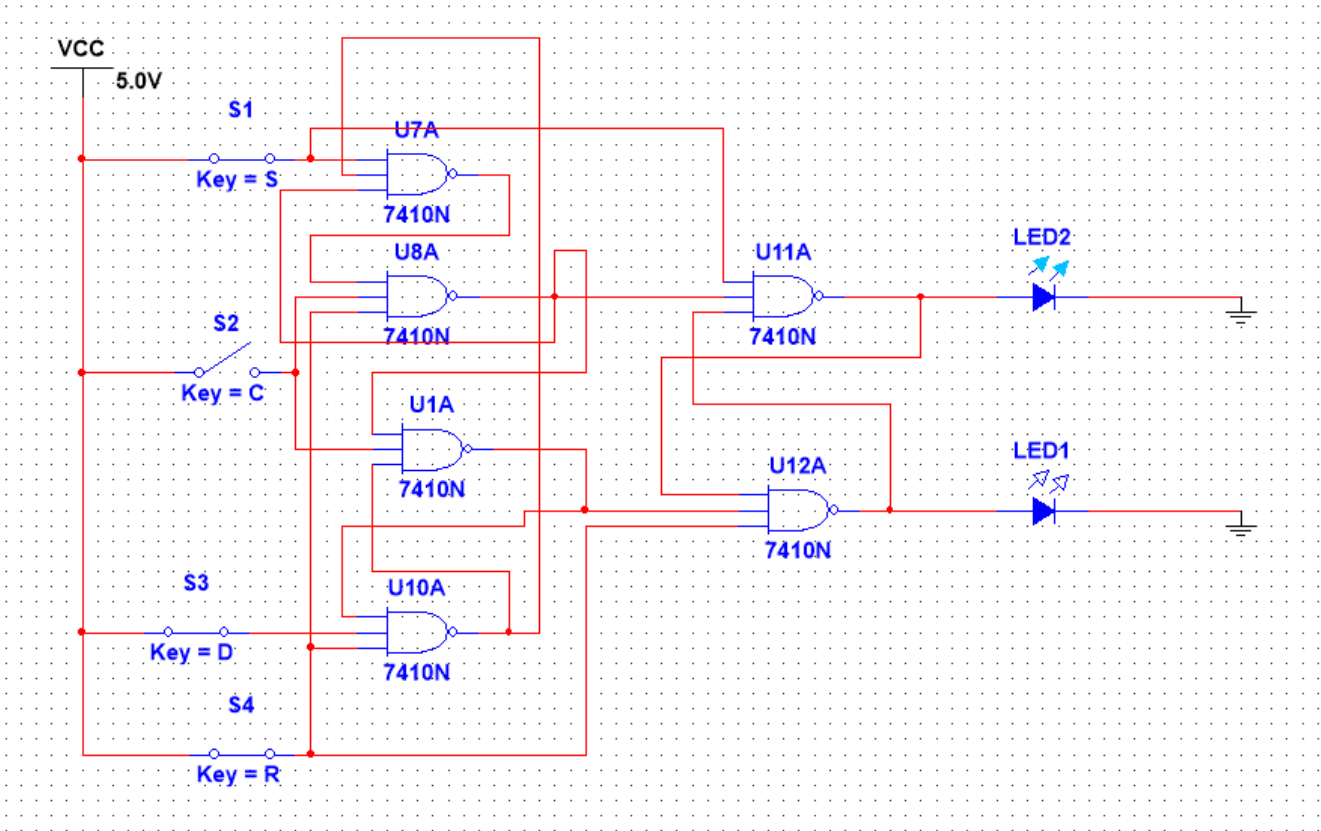 VCC
5.0V
S1
Key = S
U7A
7410N
U8A
7410N
S2
Key = C
U1A
7410N
S3
Key = D
U10A
7410N
S4
Key = R
U11A
7410N
LED2
U12A
7410N
LED1